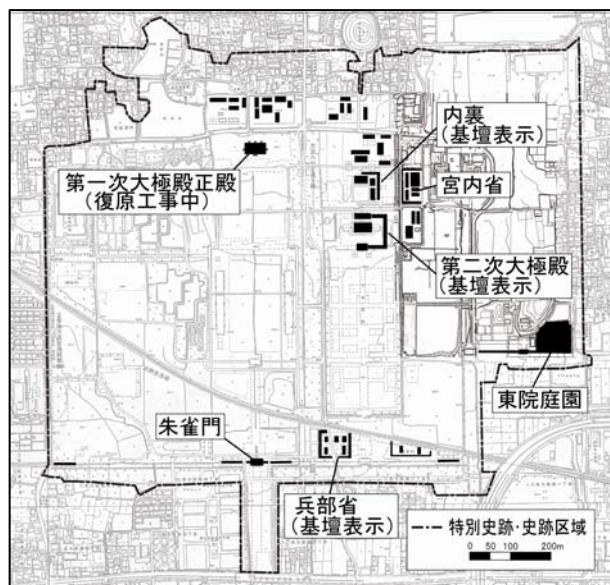 内裏
(基壇表示)
第一次大極殿正殿
(復原工事中)
宮内省
第二次大極殿
(基壇表示)
東院庭園
朱雀門
兵部省
(基壇表示)
特別史跡・史跡区域
0 50 100 200m